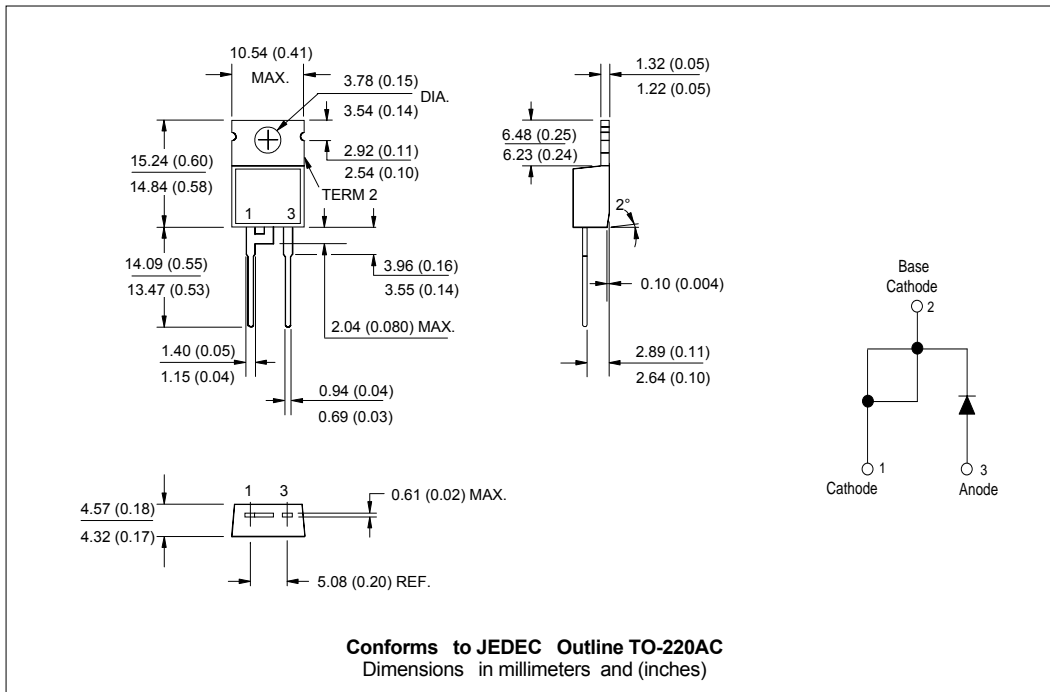 10.54 (0.41)
MAX.
3.78 (0.15)
3.54 (0.14)
DIA.
2.92 (0.11)
2.54 (0.10)
TERM 2
15.24 (0.60)
14.84 (0.58)
1 3
14.09 (0.55)
13.47 (0.53)
3.96 (0.16)
3.55 (0.14)
2.04 (0.080) MAX.
1.40 (0.05)
1.15 (0.04)
0.94 (0.04)
0.69 (0.03)
1.32 (0.05)
1.22 (0.05)
6.48 (0.25)
6.23 (0.24)
2°
0.10 (0.004)
2.89 (0.11)
2.64 (0.10)
Base
Cathode
2
1
Cathode
3
Anode
1 3
0.61 (0.02) MAX.
4.57 (0.18)
4.32 (0.17)
5.08 (0.20) REF.
Conforms to JEDEC Outline TO-220AC
Dimensions in millimeters and (inches)